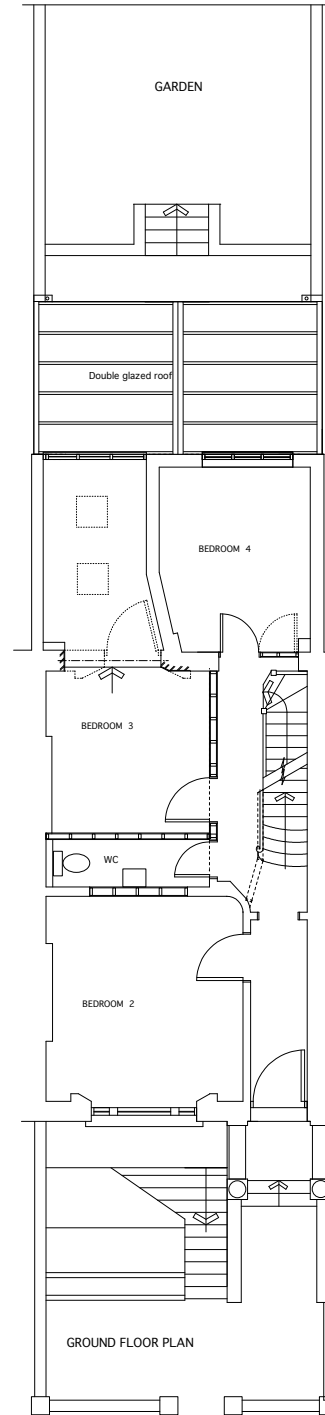 GARDEN
Double glazed roof
BEDROOM 4
BEDROOM 3
WC
BEDROOM 2
GROUND FLOOR PLAN